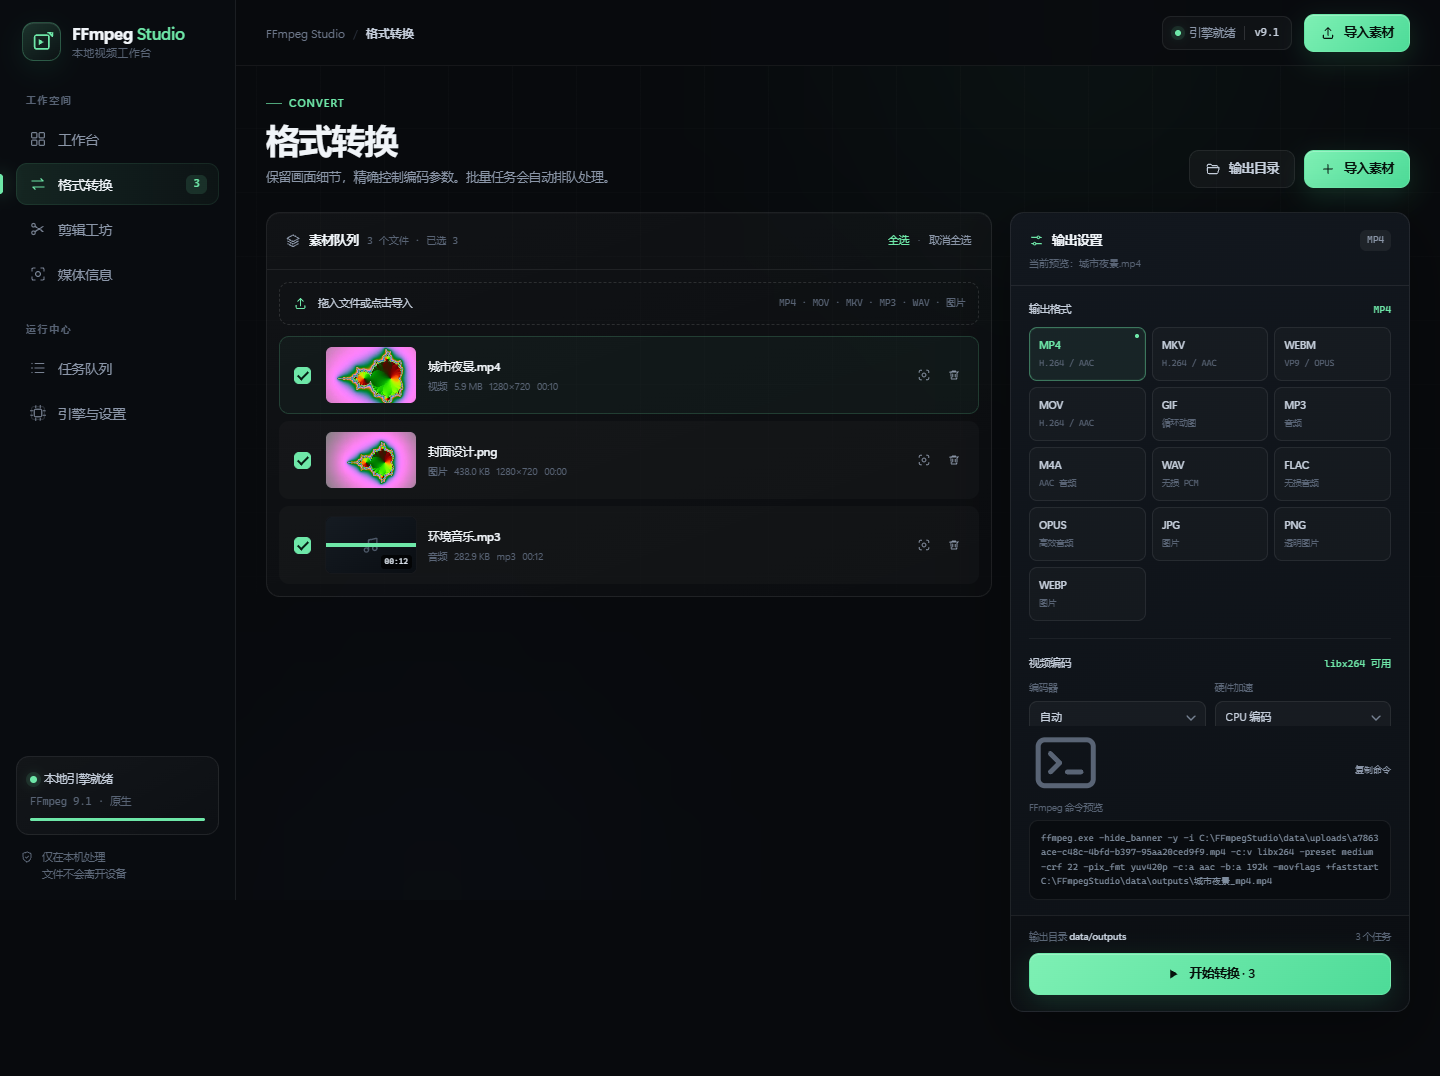 FFmpeg Studio
本地视频工作台
工作空间
工作台
格式转换 3
剪辑工坊
媒体信息
运行中心
任务队列
引擎与设置
本地引擎就绪
FFmpeg 9.1 · 原生
仅在本机处理
文件不会离开设备
FFmpeg Studio / 格式转换
引擎就绪 v9.1
导入素材
CONVERT
格式转换
保留画面细节，精确控制编码参数。批量任务会自动排队处理。
输出目录
导入素材
素材队列 3 个文件 · 已选 3
全选 · 取消全选
拖入文件或点击导入
MP4 · MOV · MKV · MP3 · WAV · 图片
城市夜景.mp4
视频 5.9 MB 1280×720 00:10
封面设计.png
图片 438.0 KB 1280×720 00:00
00:12
环境音乐.mp3
音频 282.9 KB mp3 00:12
输出设置 MP4
当前预览：城市夜景.mp4
输出格式 MP4
MP4
H.264 / AAC
MKV
H.264 / AAC
WEBM
VP9 / OPUS
MOV
H.264 / AAC
GIF
循环动图
MP3
音频
M4A
AAC 音频
WAV
无损 PCM
FLAC
无损音频
OPUS
高效音频
JPG
图片
PNG
透明图片
WEBP
图片
视频编码 libx264 可用
编码器
自动
硬件加速
CPU 编码
复制命令
FFmpeg 命令预览
ffmpeg.exe -hide_banner -y -i C:\FFmpegStudio\data\uploads\a7863
ace-c48c-4bfd-b397-95aa20ced9f9.mp4 -c:v libx264 -preset medium
-crf 22 -pix_fmt yuv420p -c:a aac -b:a 192k -movflags +faststart
C:\FFmpegStudio\data\outputs\城市夜景_mp4.mp4
输出目录 data/outputs 3 个任务
开始转换 · 3